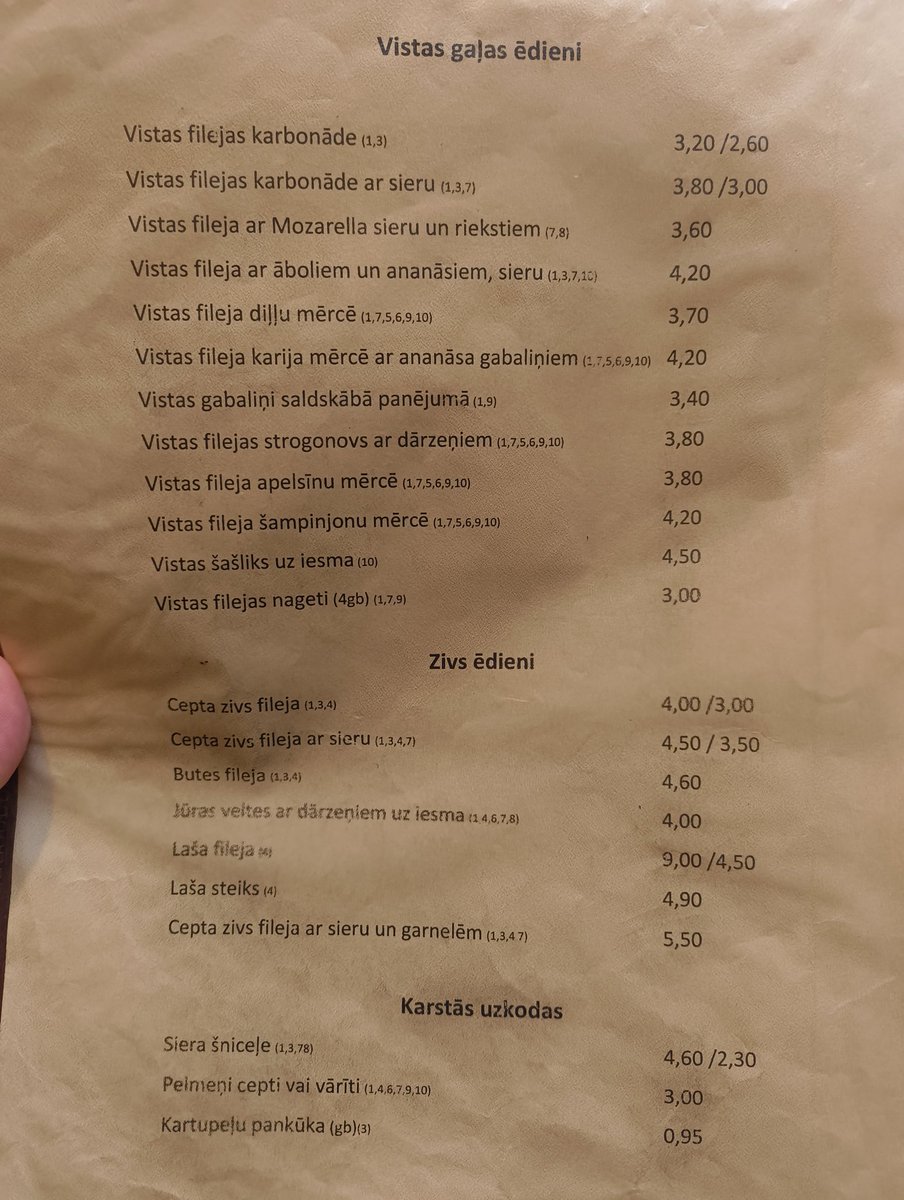 Vistas gaļas ēdieni
Vistas filejas karbonāde (1,3) 3,20 /2,60
Vistas filejas karbonāde ar sieru (1,3,7) 3,80 /3,00
Vistas fileja ar Mozarella sieru un riekstiem (7,8) 3,60
Vistas fileja ar āboliem un ananāsiem, sieru (1,3,7,10) 4,20
Vistas fileja diļļu mērcē (1,7,5,6,9,10) 3,70
Vistas fileja karija mērcē ar ananāsa gabaliņiem (1,7,5,6,9,10) 4,20
Vistas gabaliņi saldskābā panējumā (1,9) 3,40
Vistas filejas strogonovs ar dārzeņiem (1,7,5,6,9,10) 3,80
Vistas fileja apelsīnu mērcē (1,7,5,6,9,10) 3,80
Vistas fileja šampinjonu mērcē (1,7,5,6,9,10) 4,20
Vistas šašliks uz iesma (10) 4,50
Vistas filejas nageti (4gb) (1,7,9) 3,00
Zivs ēdieni
Cepta zivs fileja (1,3,4) 4,00 /3,00
Cepta zivs fileja ar sieru (1,3,4,7) 4,50 / 3,50
Butes fileja (1,3,4) 4,60
Jūras veltes ar dārzeņiem uz iesma (1 4,6,7,8) 4,00
Laša fileja (4) 9,00 /4,50
Laša steiks (4) 4,90
Cepta zivs fileja ar sieru un garnelēm (1,3,4 7) 5,50
Karstās uzkodas
Siera šniceļe (1,3,78) 4,60 /2,30
Pelmeņi cepti vai vārīti (1,4,6,7,9,10) 3,00
Kartupeļu pankūka (gb)(3) 0,95